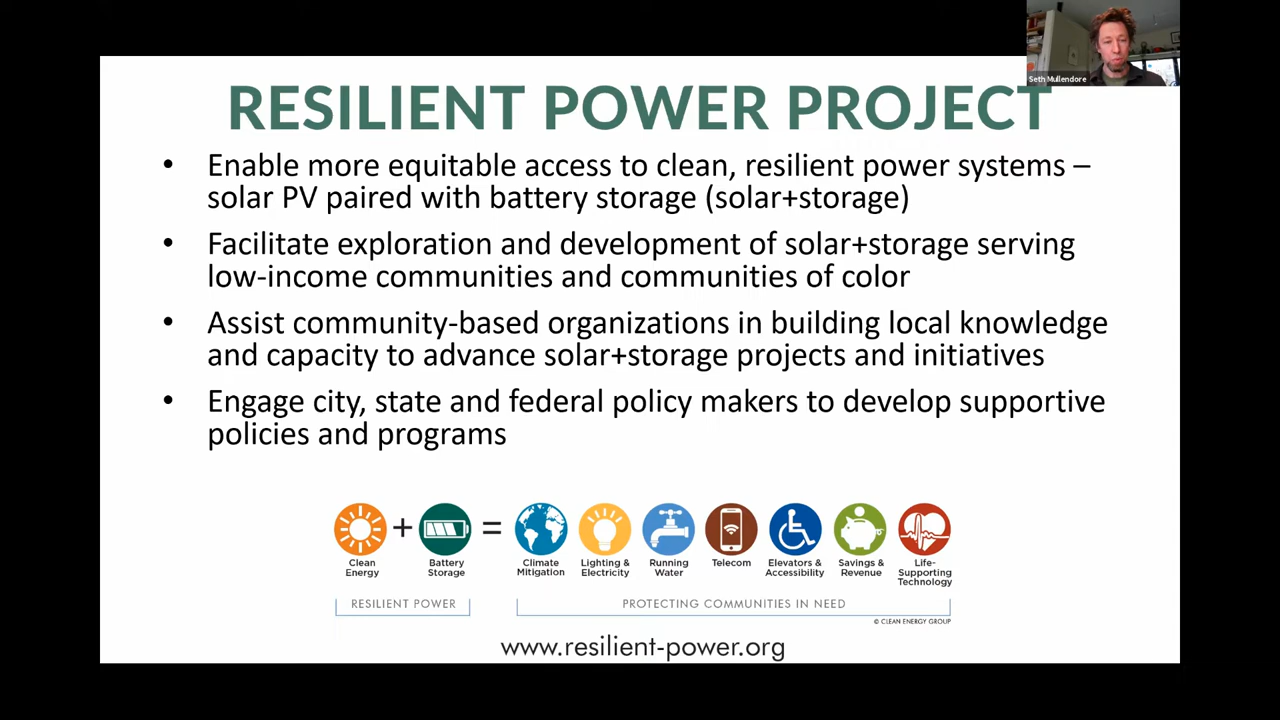 Seth Mullendore
RESILIENT POWER PROJECT
• Enable more equitable access to clean, resilient power systems –
solar PV paired with battery storage (solar+storage)
• Facilitate exploration and development of solar+storage serving
low-income communities and communities of color
• Assist community-based organizations in building local knowledge
and capacity to advance solar+storage projects and initiatives
• Engage city, state and federal policy makers to develop supportive
policies and programs
+ =
Clean
Energy
Battery
Storage
Climate
Mitigation
Lighting &
Electricity
Running
Water
Telecom
Elevators &
Accessibility
Savings &
Revenue
Life-
Supporting
Technology
RESILIENT POWER
PROTECTING COMMUNITIES IN NEED
© CLEAN ENERGY GROUP
www.resilient-power.org